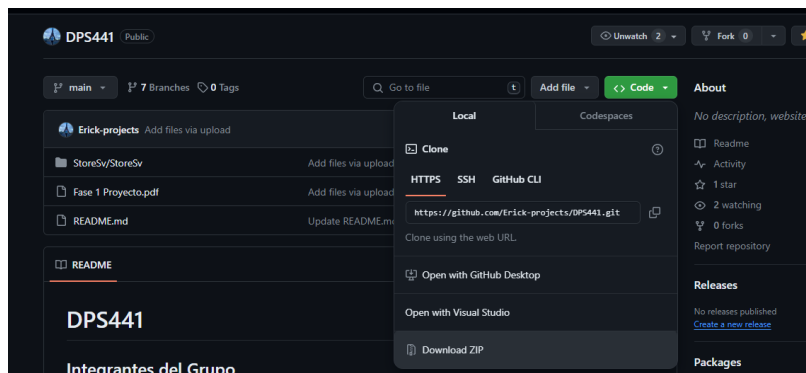 DPS441 Public
Unwatch 2
Fork 0
main
7 Branches
0 Tags
Go to file
t
Add file
Code
Erick-projects Add files via upload
StoreSv/StoreSv Add files via upload
Fase 1 Proyecto.pdf Add files via upload
README.md Update README.m
README
DPS441
Integrantes del Grupo
Local
Codespaces
Clone
HTTPS
SSH
GitHub CLI
https://github.com/Erick-projects/DPS441.git
Clone using the web URL.
Open with GitHub Desktop
Open with Visual Studio
Download ZIP
About
No description, website
Readme
Activity
1 star
2 watching
0 forks
Report repository
Releases
No releases published
Create a new release
Packages